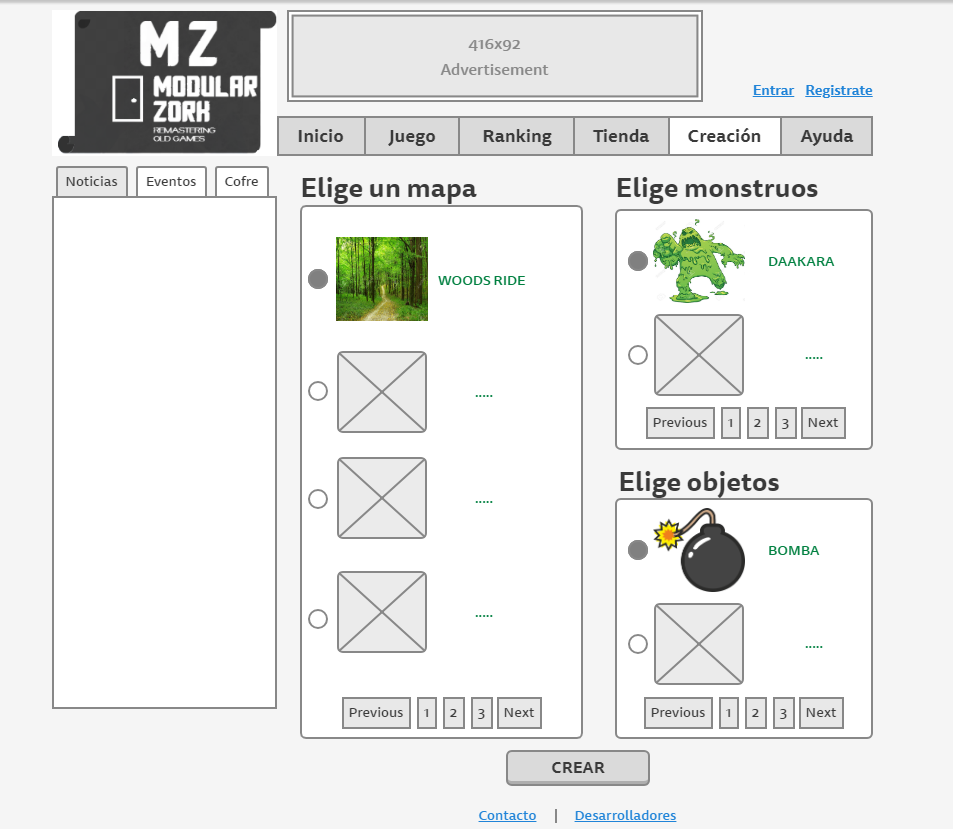 MZ
MODULAR
ZORK
REMASTERING
OLD GAMES
416x92
Advertisement
Entrar Registrate
Inicio Juego Ranking Tienda Creación Ayuda
Noticias Eventos Cofre
Elige un mapa
WOODS RIDE
.....
.....
.....
Previous 1 2 3 Next
Elige monstruos
DAAKARA
.....
Previous 1 2 3 Next
Elige objetos
BOMBA
.....
Previous 1 2 3 Next
CREAR
Contacto | Desarrolladores